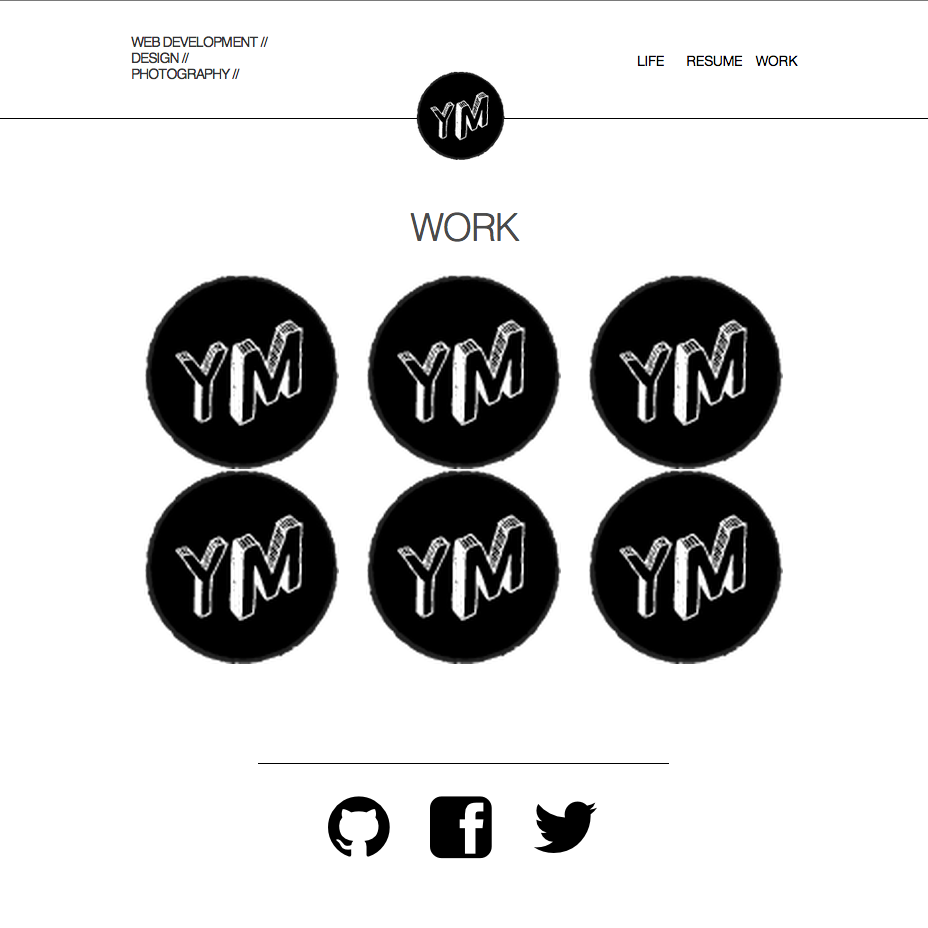 WEB DEVELOPMENT //
DESIGN //
PHOTOGRAPHY //
LIFE RESUME WORK
YM
WORK
YM YM YM
YM YM YM